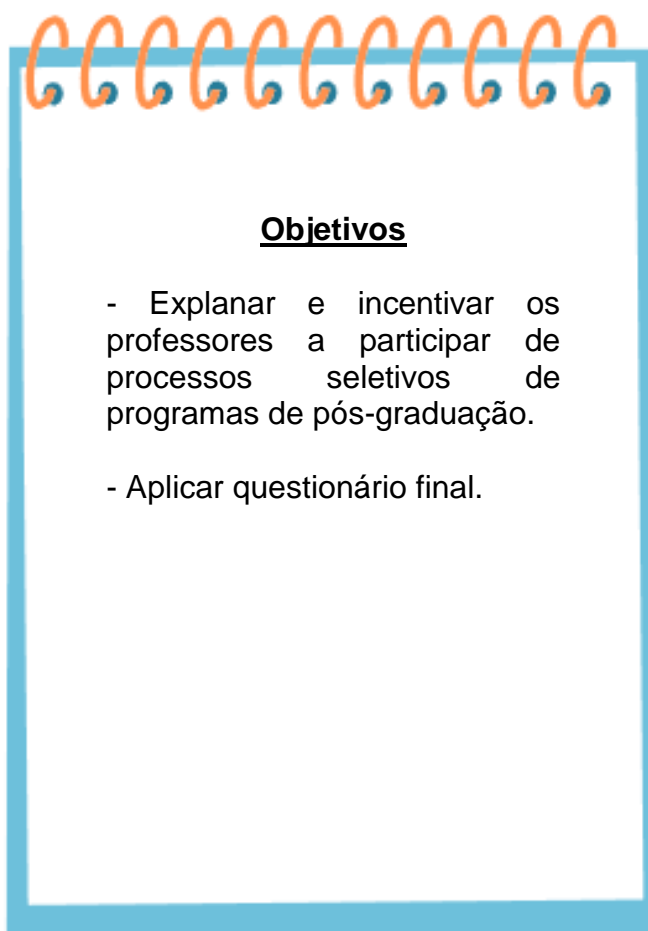 Objetivos
- Explanar e incentivar os
professores a participar de
processos seletivos de
programas de pós-graduação.
- Aplicar questionário final.